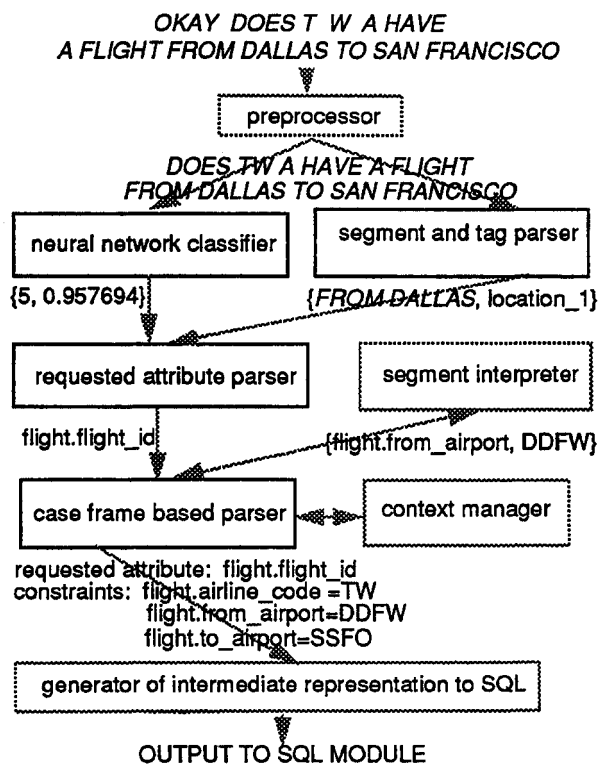 OKAY DOES T W A HAVE
A FLIGHT FROM DALLAS TO SAN FRANCISCO
preprocessor
DOES TW A HAVE A FLIGHT
FROM DALLAS TO SAN FRANCISCO
neural network classifier
segment and tag parser
{5, 0.957694}
{FROM DALLAS, location_1}
requested attribute parser
segment interpreter
flight.flight_id
{flight.from_airport, DDFW}
case frame based parser
context manager
requested attribute: flight.flight_id
constraints: flight.airline_code =TW
flight.from_airport=DDFW
flight.to_airport=SSFO
generator of intermediate representation to SQL
OUTPUT TO SQL MODULE